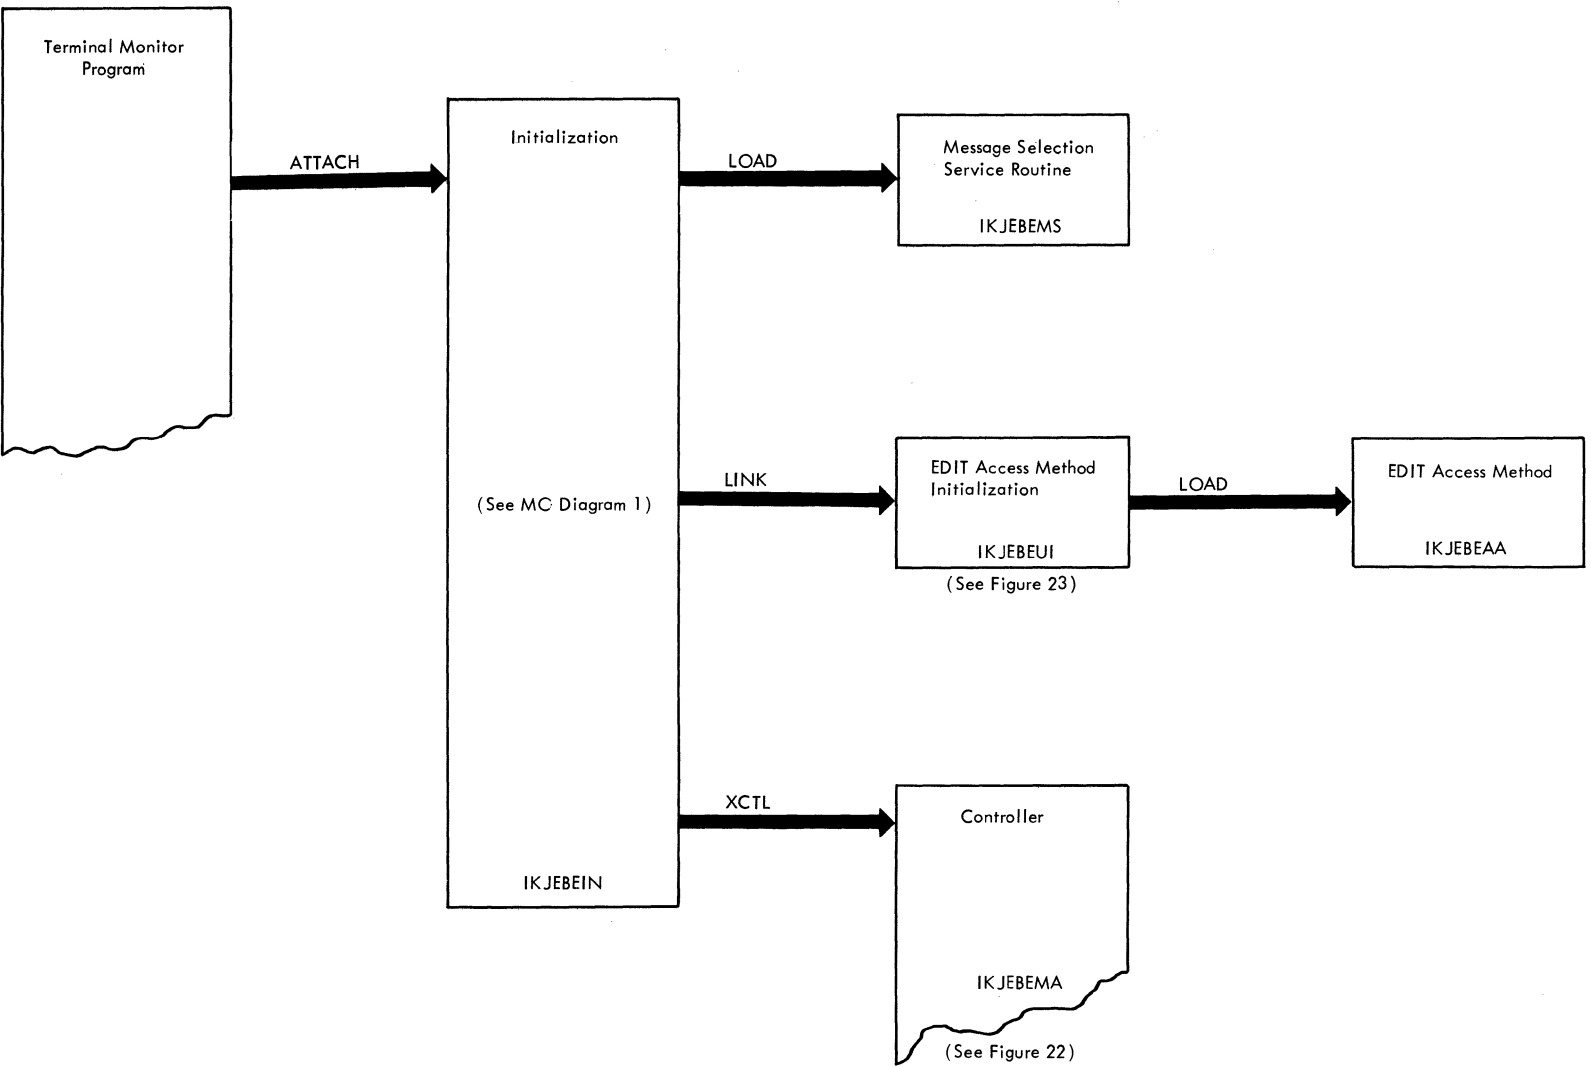 Terminal Monitor
Program
ATTACH
Initialization
(See MC Diagram 1)
IKJEBEIN
LOAD
Message Selection
Service Routine
IKJEBEMS
LINK
EDIT Access Method
Initialization
IKJEBEUI
(See Figure 23)
LOAD
EDIT Access Method
IKJEBEAA
XCTL
Controller
IKJEBEMA
(See Figure 22)